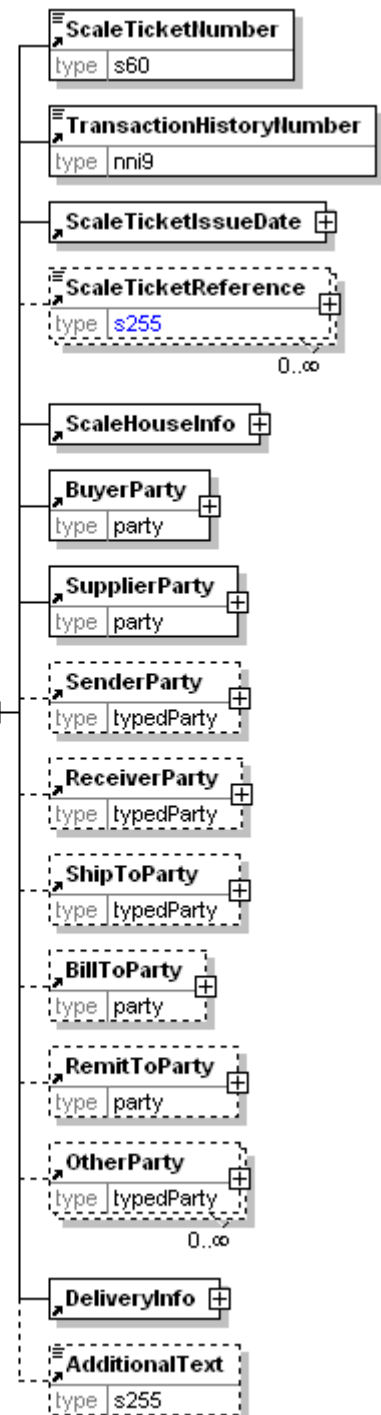 ScaleTicketNumber
type s60
TransactionHistoryNumber
type nni9
ScaleTicketIssueDate
ScaleTicketReference
type s255
0..∞
ScaleHouseInfo
BuyerParty
type party
SupplierParty
type party
SenderParty
type typedParty
ReceiverParty
type typedParty
ShipToParty
type typedParty
BillToParty
type party
RemitToParty
type party
OtherParty
type typedParty
0..∞
DeliveryInfo
AdditionalText
type s255